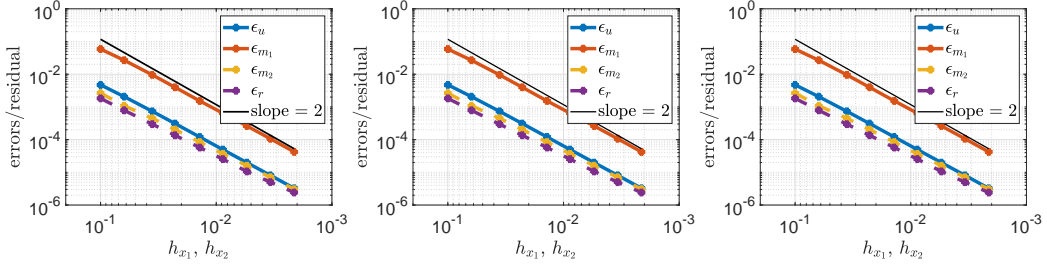 errors/residual
10^0
10^-2
10^-4
10^-6
10^-1
10^-2
10^-3
h_{x_1}, h_{x_2}
ϵ_u
ϵ_{m_1}
ϵ_{m_2}
ϵ_r
slope = 2
errors/residual
10^0
10^-2
10^-4
10^-6
10^-1
10^-2
10^-3
h_{x_1}, h_{x_2}
ϵ_u
ϵ_{m_1}
ϵ_{m_2}
ϵ_r
slope = 2
errors/residual
10^0
10^-2
10^-4
10^-6
10^-1
10^-2
10^-3
h_{x_1}, h_{x_2}
ϵ_u
ϵ_{m_1}
ϵ_{m_2}
ϵ_r
slope = 2